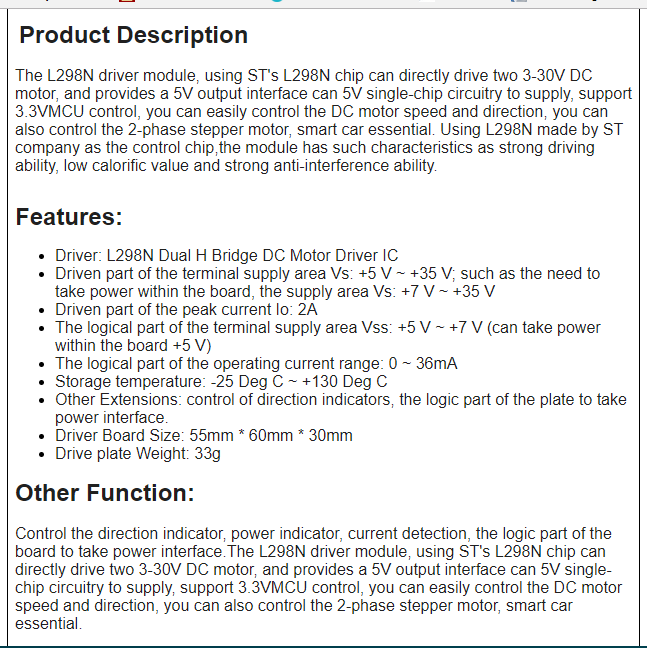 Product Description
The L298N driver module, using ST's L298N chip can directly drive two 3-30V DC
motor, and provides a 5V output interface can 5V single-chip circuitry to supply, support
3.3VMCU control, you can easily control the DC motor speed and direction, you can
also control the 2-phase stepper motor, smart car essential. Using L298N made by ST
company as the control chip,the module has such characteristics as strong driving
ability, low calorific value and strong anti-interference ability.
Features:
• Driver: L298N Dual H Bridge DC Motor Driver IC
• Driven part of the terminal supply area Vs: +5 V ~ +35 V; such as the need to
take power within the board, the supply area Vs: +7 V ~ +35 V
• Driven part of the peak current Io: 2A
• The logical part of the terminal supply area Vss: +5 V ~ +7 V (can take power
within the board +5 V)
• The logical part of the operating current range: 0 ~ 36mA
• Storage temperature: -25 Deg C ~ +130 Deg C
• Other Extensions: control of direction indicators, the logic part of the plate to take
power interface.
• Driver Board Size: 55mm * 60mm * 30mm
• Drive plate Weight: 33g
Other Function:
Control the direction indicator, power indicator, current detection, the logic part of the
board to take power interface.The L298N driver module, using ST's L298N chip can
directly drive two 3-30V DC motor, and provides a 5V output interface can 5V single-
chip circuitry to supply, support 3.3VMCU control, you can easily control the DC motor
speed and direction, you can also control the 2-phase stepper motor, smart car
essential.